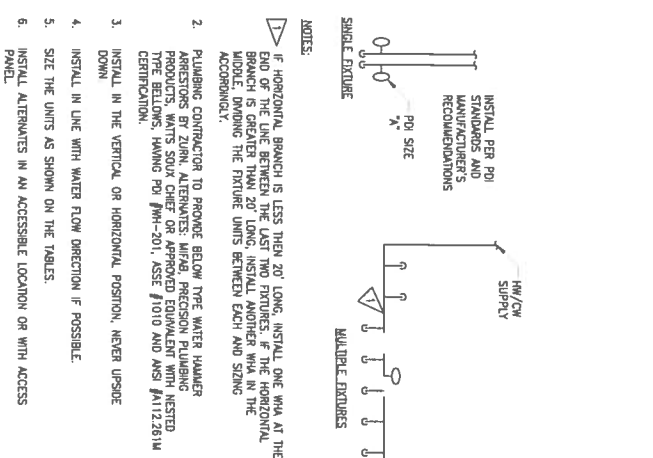 INSTALL PER PDI
STANDARDS AND
MANUFACTURER'S
RECOMMENDATIONS
PDI SIZE
"A"
SINGLE FIXTURE
HW/CW
SUPPLY
1
MULTIPLE FIXTURES
NOTES:
1 IF HORIZONTAL BRANCH IS LESS THEN 20' LONG, INSTALL ONE WHA AT THE
END OF THE LINE BETWEEN THE LAST TWO FIXTURES. IF THE HORIZONTAL
BRANCH IS GREATER THAN 20' LONG, INSTALL ANOTHER WHA IN THE
MIDDLE, DIVIDING THE FIXTURE UNITS BETWEEN EACH AND SIZING
ACCORDINGLY.
2. PLUMBING CONTRACTOR TO PROVIDE BELOW TYPE WATER HAMMER
ARRESTORS BY ZURN. ALTERNATES: MIFAB, PRECISION PLUMBING
PRODUCTS, WATTS SOUX CHIEF OR APPROVED EQUIVALENT WITH NESTED
TYPE BELLOWS, HAVING PDI #WH-201, ASSE #1010 AND ANSI #A112.261M
CERTIFICATION.
3. INSTALL IN THE VERTICAL OR HORIZONTAL POSITION, NEVER UPSIDE
DOWN
4. INSTALL IN LINE WITH WATER FLOW DIRECTION IF POSSIBLE.
5. SIZE THE UNITS AS SHOWN ON THE TABLES.
6. INSTALL ALTERNATES IN AN ACCESSIBLE LOCATION OR WITH ACCESS
PANEL.